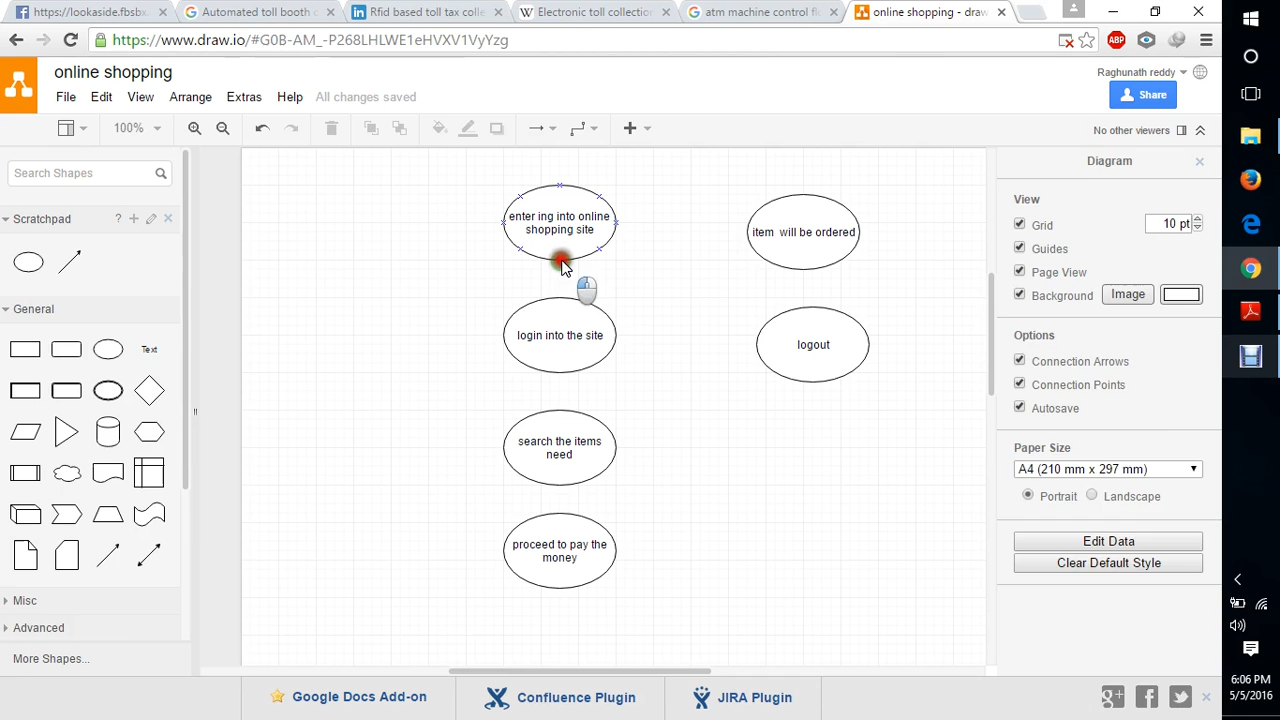 https://lookaside.fbsbx.
Automated toll booth o
Rfid based toll tax colle
Electronic toll collection
atm machine control fl
online shopping - draw
https://www.draw.io/#G0B-AM_-P268LHLWE1eHVXV1VyYzg
ABP
online shopping
Raghunath reddy
File Edit View Arrange Extras Help All changes saved
Share
100%
No other viewers
Search Shapes
Scratchpad ?
General
Text
Misc
Advanced
More Shapes...
enter ing into online
shopping site
login into the site
search the items
need
proceed to pay the
money
item will be ordered
logout
Diagram
View
Grid 10 pt
Guides
Page View
Background Image
Options
Connection Arrows
Connection Points
Autosave
Paper Size
A4 (210 mm x 297 mm)
Portrait Landscape
Edit Data
Clear Default Style
Google Docs Add-on Confluence Plugin JIRA Plugin
6:06 PM
5/5/2016